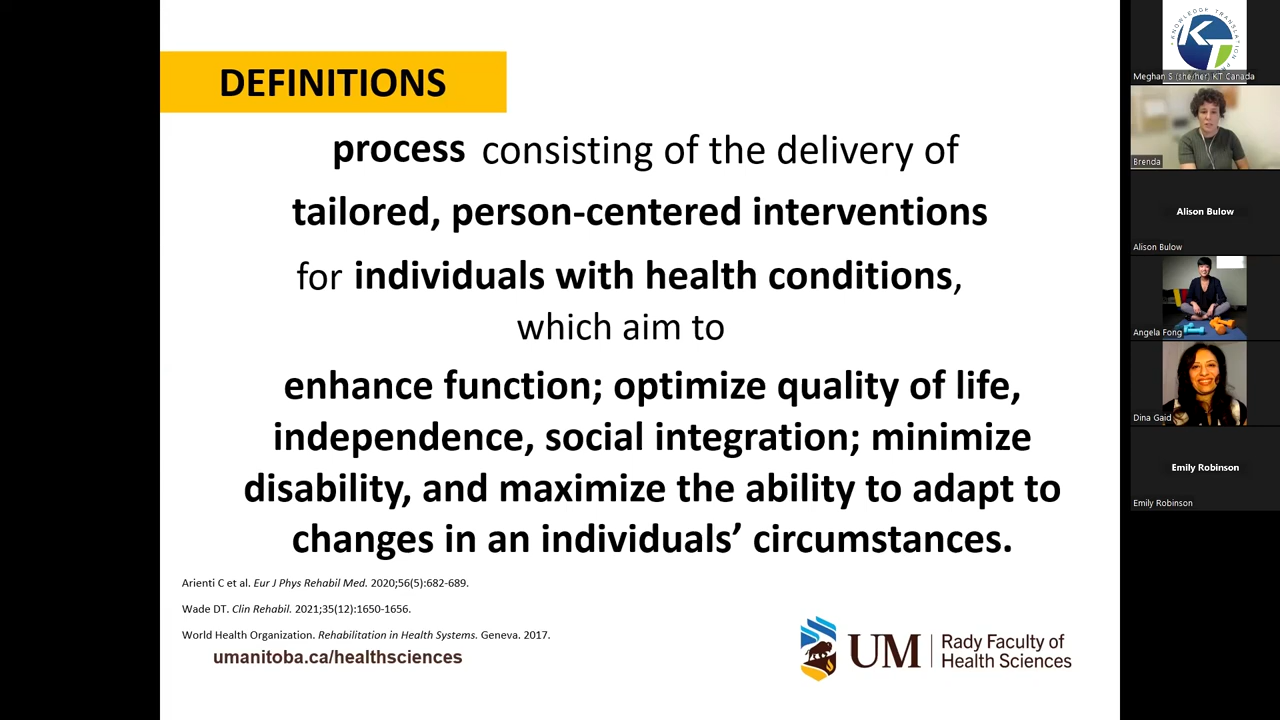 DEFINITIONS
process consisting of the delivery of
tailored, person-centered interventions
for individuals with health conditions,
which aim to
enhance function; optimize quality of life,
independence, social integration; minimize
disability, and maximize the ability to adapt to
changes in an individuals’ circumstances.
Arienti C et al. Eur J Phys Rehabil Med. 2020;56(5):682-689.
Wade DT. Clin Rehabil. 2021;35(12):1650-1656.
World Health Organization. Rehabilitation in Health Systems. Geneva. 2017.
umanitoba.ca/healthsciences
UM
Rady Faculty of
Health Sciences
KNOWLEDGE TRANSLATION
KT
Meghan S (she/her) KT Canada
Brenda
Alison Bulow
Alison Bulow
Angela Fong
Dina Gaid
Emily Robinson
Emily Robinson